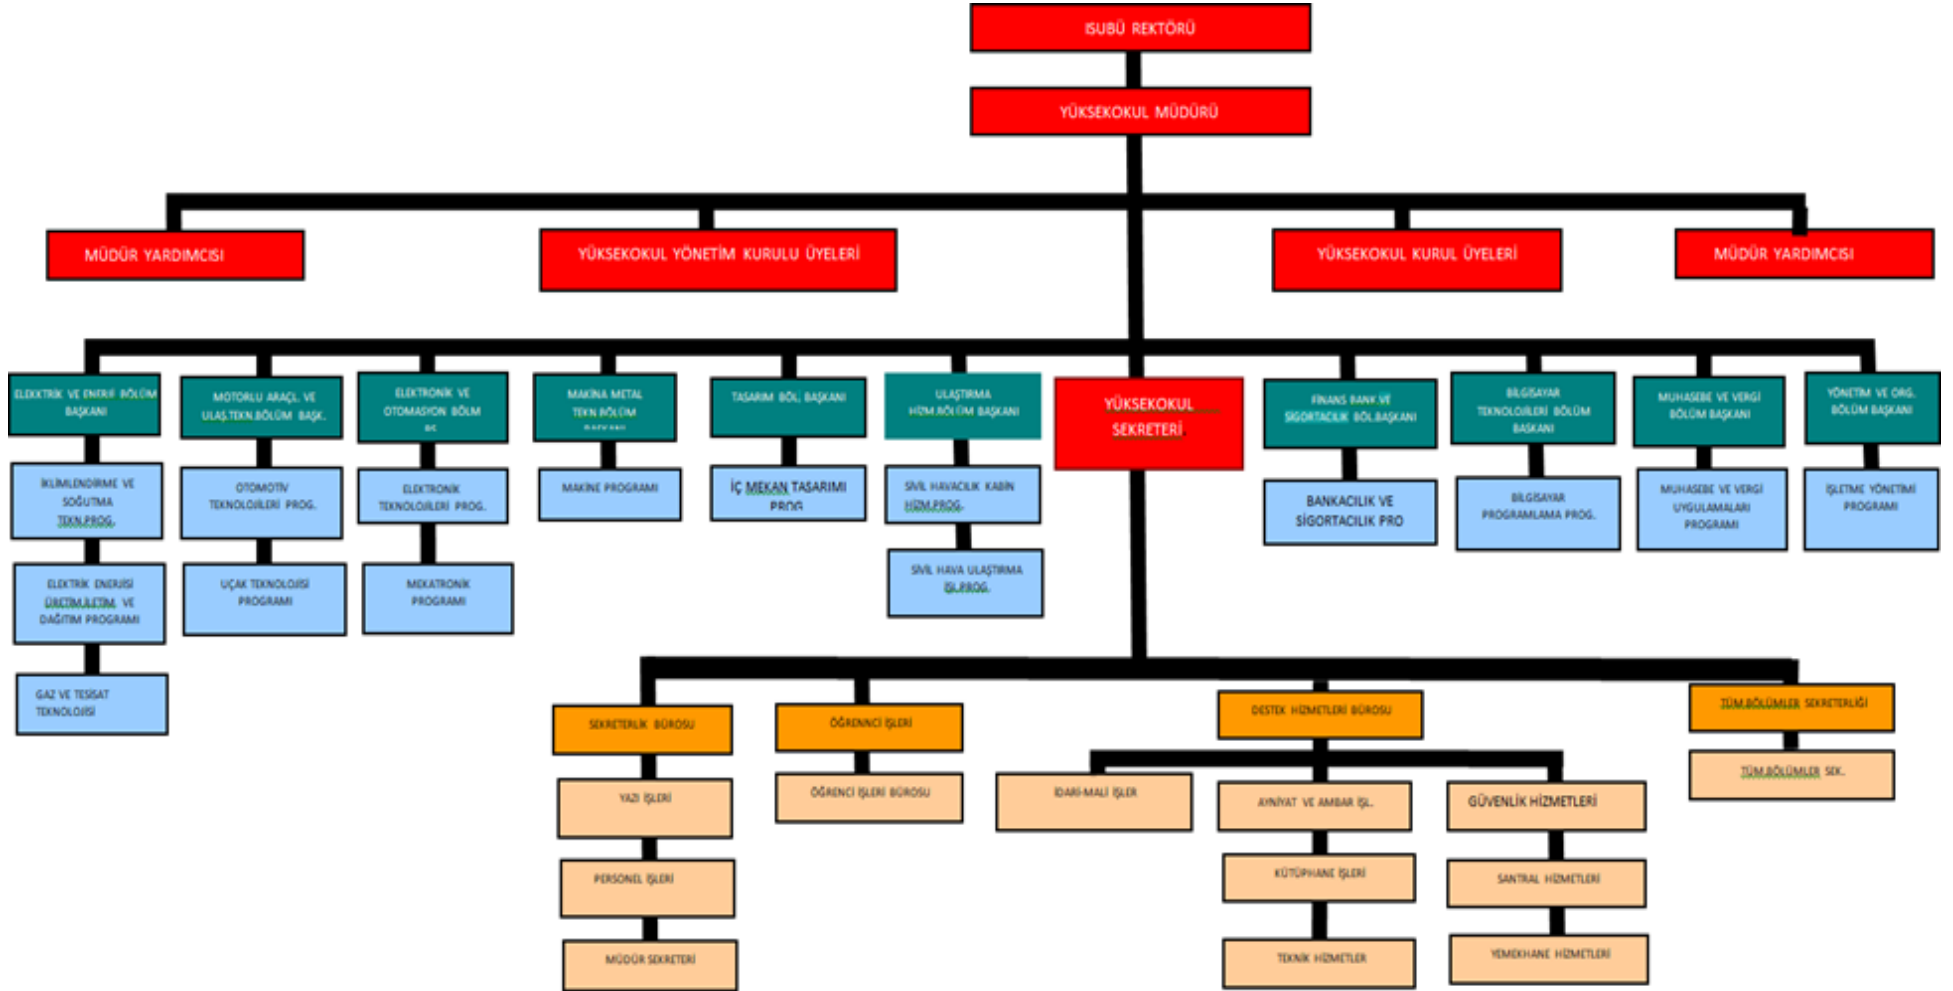 ISUBÜ REKTÖRÜ
YÜKSEKOKUL MÜDÜRÜ
MÜDÜR YARDIMCISI
YÜKSEKOKUL YÖNETİM KURULU ÜYELERİ
YÜKSEKOKUL KURUL ÜYELERİ
MÜDÜR YARDIMCISI
ELEKKTRİK VE ENERJİ BÖLÜM
BAŞKANI
MOTORLU ARAÇL. VE
ULAŞ.TEKN.BÖLÜM BAŞK.
ELEKTRONİK VE
OTOMASYON BÖLM
MAKİNA METAL
TEKN.BÖLÜM
TASARIM BÖL. BAŞKANI
ULAŞTIRMA
HİZM.BÖLÜM BAŞKANI
YÜKSEKOKUL
SEKRETERİ.
FİNANS BANK.VE
SİGORTACILIK BÖL.BAŞKANI
BİLGİSAYAR
TEKNOLOJİLERİ BÖLÜM
BASKANI
MUHASEBE VE VERGİ
BÖLÜM BAŞKANI
YÖNETİM VE ORG.
BÖLÜM BAŞKANI
İKLİMLENDİRME VE
SOĞUTMA
TEKN.PROG.
OTOMOTİV
TEKNOLOJİLERİ PROG.
ELEKTRONİK
TEKNOLOJİLERİ PROG.
MAKİNE PROGRAMI
İÇ MEKAN TASARIMI
PROG
SİVİL HAVACILIK KABİN
HİZM.PROG.
BANKACILIK VE
SİGORTACILIK PRO
BİLGİSAYAR
PROGRAMLAMA PROG.
MUHASEBE VE VERGİ
UYGULAMALARI
PROGRAMI
İŞLETME YÖNETİMİ
PROGRAMI
ELEKTRİK ENERJİSİ
ÜRETİM,İLETİM, VE
DAĞITIM PROGRAMI
UÇAK TEKNOLOJİSİ
PROGRAMI
MEKATRONİK
PROGRAMI
SİVİL HAVA ULAŞTIRMA
İŞL.PROG.
GAZ VE TESİSAT
TEKNOLOJİSİ
SEKRETERLİK BÜROSU
ÖĞRENNCİ İŞLERİ
DESTEK HİZMETLERİ BÜROSU
TÜM.BÖLÜMLER SEKRETERLİĞİ
YAZI İŞLERİ
ÖĞRENCİ İŞLERİ BÜROSU
İDARİ-MALİ İŞLER
AYNİYAT VE AMBAR İŞL.
GÜVENLİK HİZMETLERİ
TÜM.BÖLÜMLER SEK.
PERSONEL İŞLERİ
KÜTÜPHANE İŞLERİ
SANTRAL HİZMETLERİ
MÜDÜR SEKRETERİ
TEKNİK HİZMETLER
YEMEKHANE HİZMETLERİ